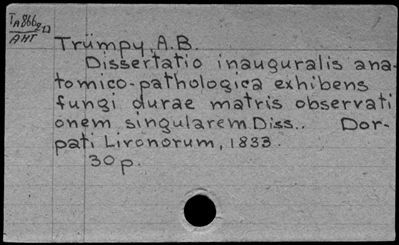 Trümpy, A.B.
Dissertatio inauguralis ana-
tomico-pathologica exhibens
fungi durae matris observati
onem singularem Diss.. Dor-
pati Livonorum, 1833.
30 p.